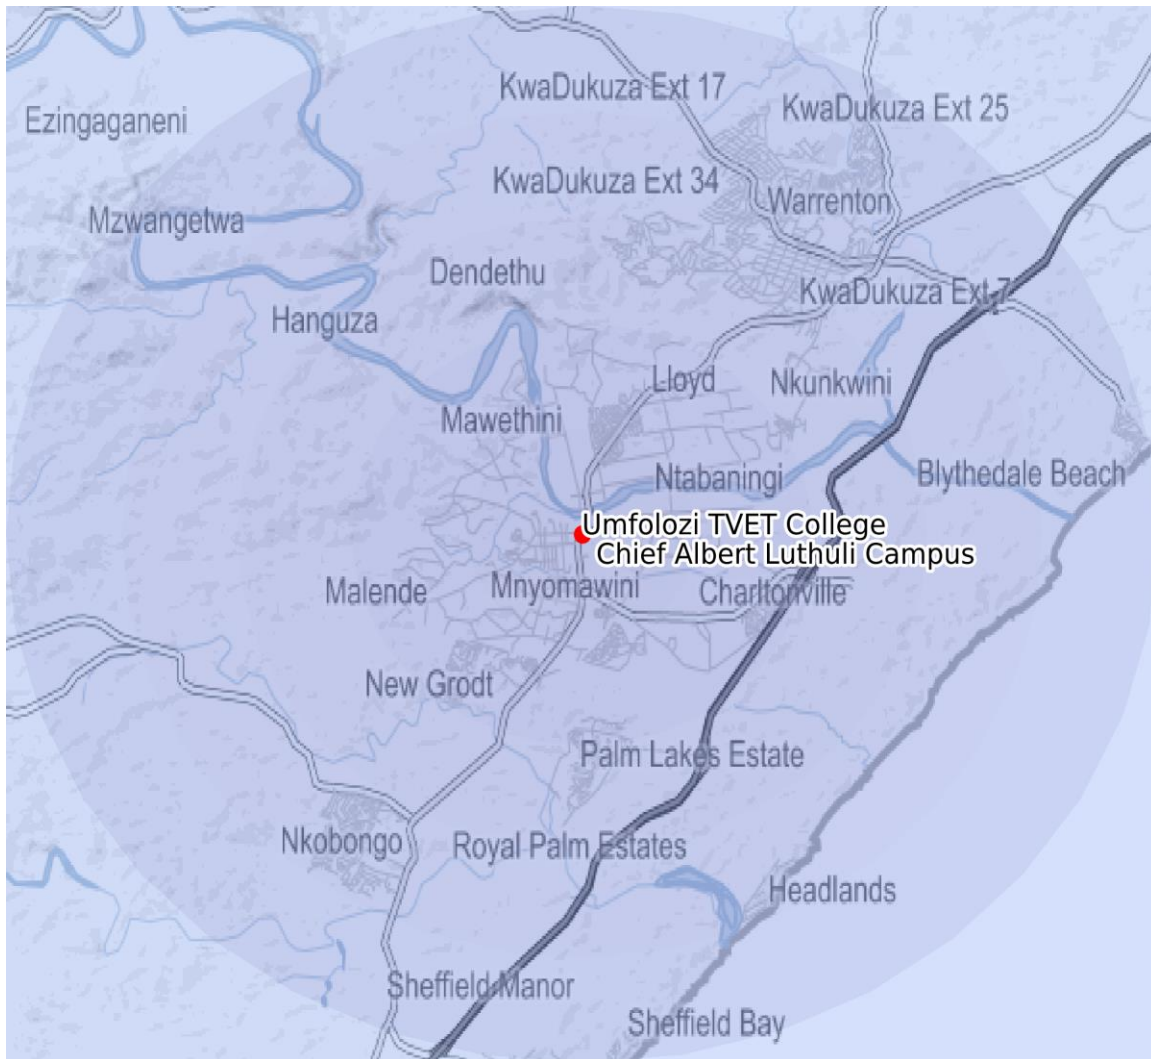 KwaDukuza Ext 17
KwaDukuza Ext 25
Ezingaganeni
KwaDukuza Ext 34
Warrenton
Mzwangetwa
Dendethu
KwaDukuza Ext 7
Hanguza
Lloyd
Nkunkwini
Mawethini
Ntabaningi
Blythedale Beach
Umfolozi TVET College
Chief Albert Luthuli Campus
Malende
Mnyomawini
Charltonville
New Grodt
Palm Lakes Estate
Nkobongo
Royal Palm Estates
Headlands
Sheffield Manor
Sheffield Bay